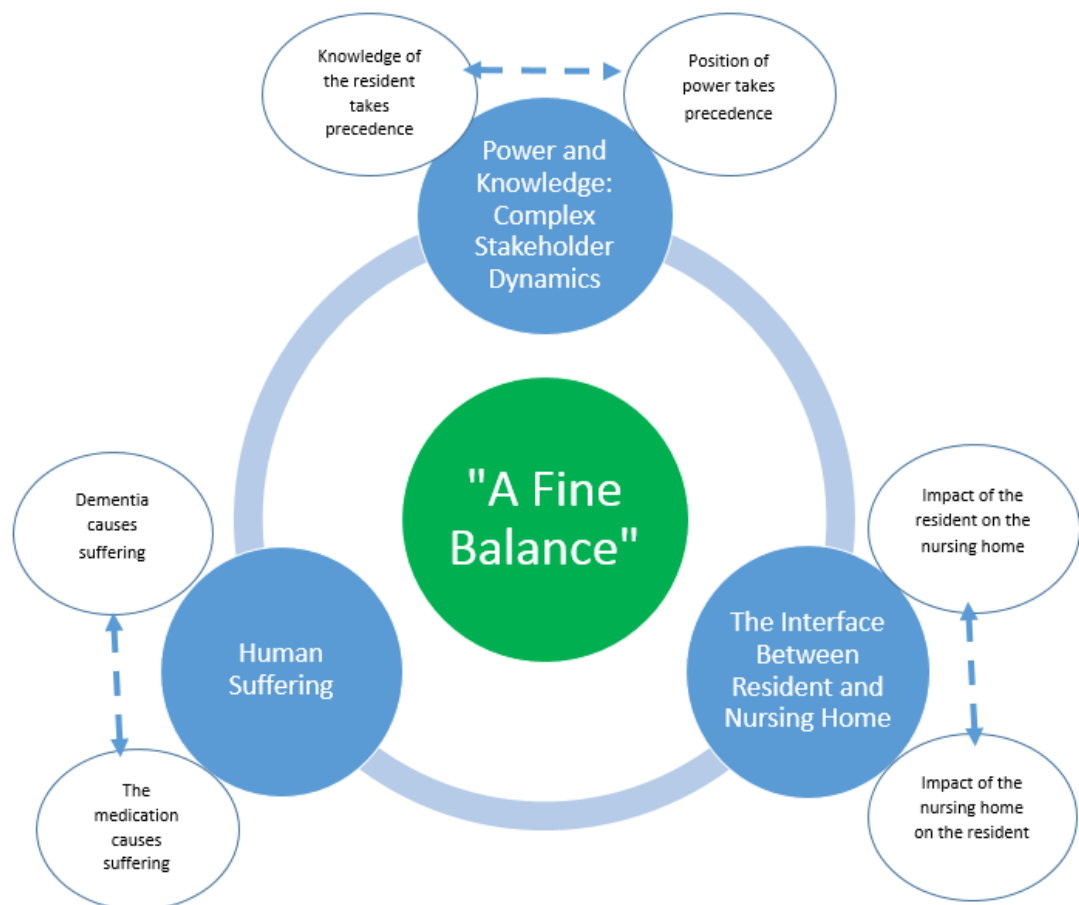 Knowledge of
the resident
takes
precedence
Position of
power takes
precedence
Power and
Knowledge:
Complex
Stakeholder
Dynamics
"A Fine
Balance"
Dementia
causes
suffering
Human
Suffering
The
medication
causes
suffering
Impact of the
resident on the
nursing home
The Interface
Between
Resident and
Nursing Home
Impact of the
nursing home
on the resident